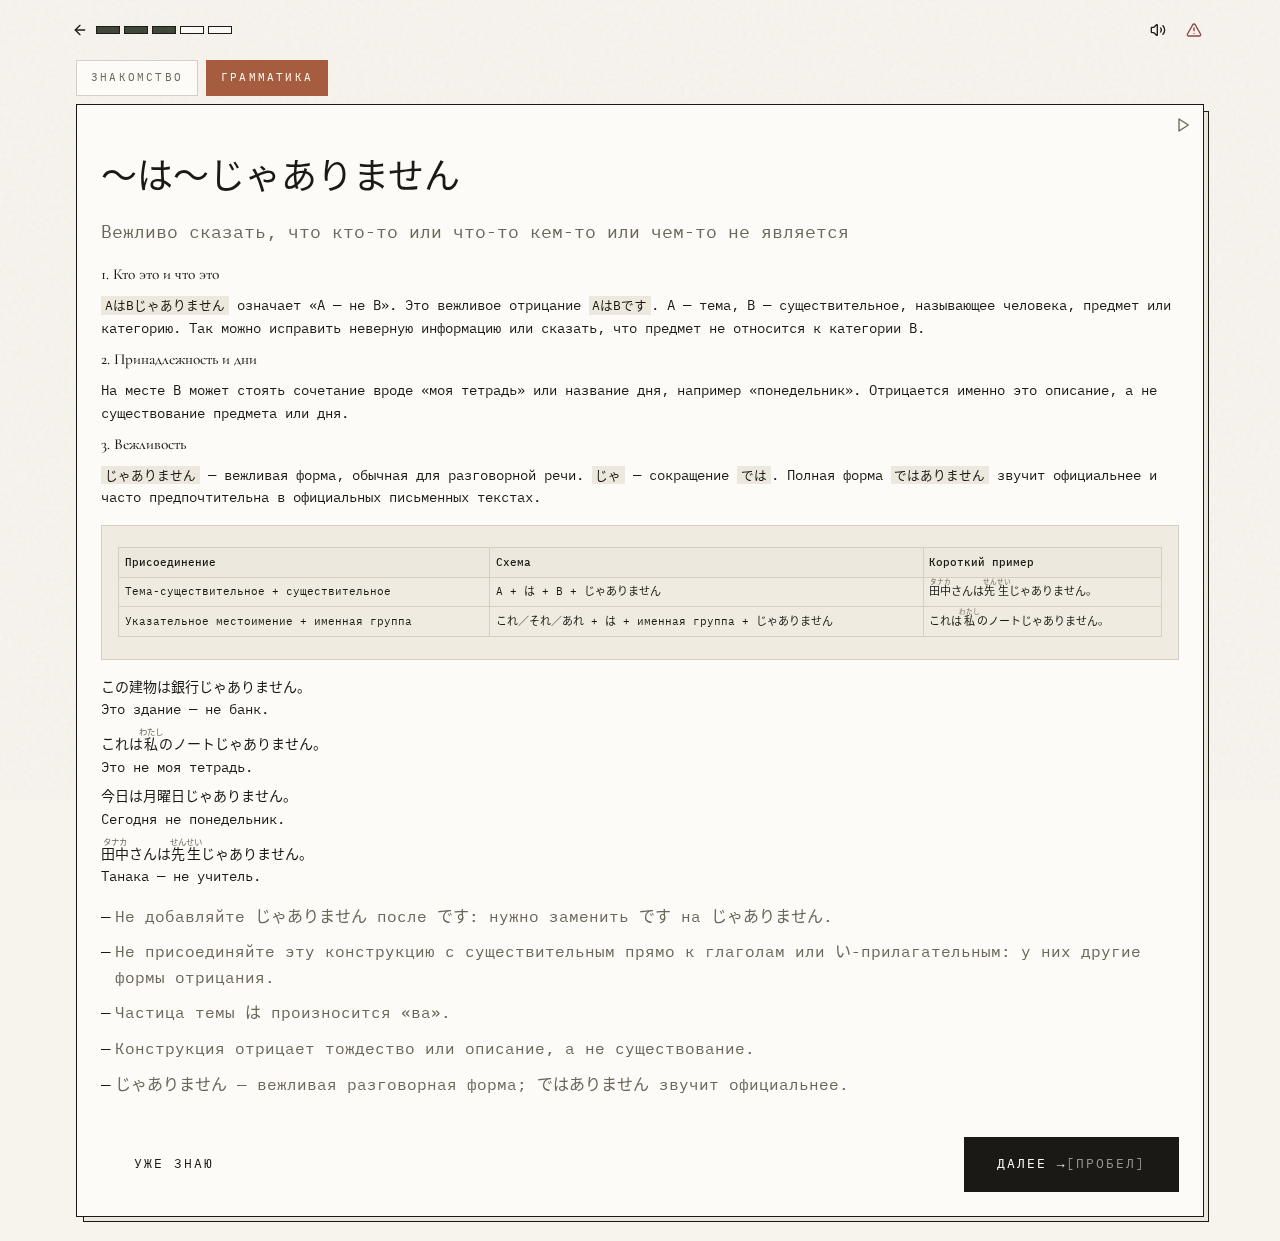 ЗНАКОМСТВО
ГРАММАТИКА
〜は〜じゃありません
Вежливо сказать, что кто-то или что-то кем-то или чем-то не является
1. Кто это и что это
AはBじゃありません означает «A — не B». Это вежливое отрицание AはBです. A — тема, B — существительное, называющее человека, предмет или
категорию. Так можно исправить неверную информацию или сказать, что предмет не относится к категории B.
2. Принадлежность и дни
На месте B может стоять сочетание вроде «моя тетрадь» или название дня, например «понедельник». Отрицается именно это описание, а не
существование предмета или дня.
3. Вежливость
じゃありません — вежливая форма, обычная для разговорной речи. じゃ — сокращение では. Полная форма ではありません звучит официальнее и
часто предпочтительна в официальных письменных текстах.
Присоединение Схема Короткий пример
タナカ せんせい
Тема-существительное + существительное A + は + B + じゃありません 田中さんは先生じゃありません。
わたし
Указательное местоимение + именная группа これ／それ／あれ + は + именная группа + じゃありません これは私のノートじゃありません。
この建物は銀行じゃありません。
Это здание — не банк.
わたし
これは私のノートじゃありません。
Это не моя тетрадь.
今日は月曜日じゃありません。
Сегодня не понедельник.
タナカ せんせい
田中さんは先生じゃありません。
Танака — не учитель.
— Не добавляйте じゃありません после です: нужно заменить です на じゃありません.
— Не присоединяйте эту конструкцию с существительным прямо к глаголам или い-прилагательным: у них другие
формы отрицания.
— Частица темы は произносится «ва».
— Конструкция отрицает тождество или описание, а не существование.
— じゃありません — вежливая разговорная форма; ではありません звучит официальнее.
УЖЕ ЗНАЮ
ДАЛЕЕ →[ПРОБЕЛ]